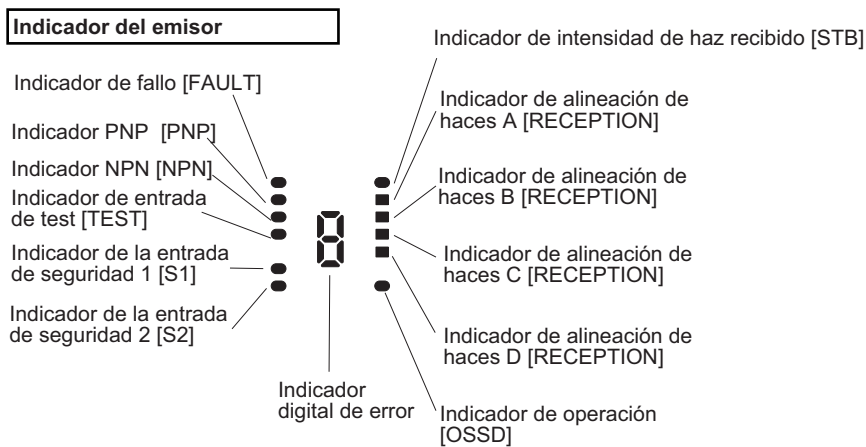 Indicador del emisor
Indicador de intensidad de haz recibido [STB]
Indicador de fallo [FAULT]
Indicador PNP [PNP]
Indicador NPN [NPN]
Indicador de entrada
de test [TEST]
Indicador de la entrada
de seguridad 1 [S1]
Indicador de la entrada
de seguridad 2 [S2]
8
Indicador
digital de error
Indicador de alineación de
haces A [RECEPTION]
Indicador de alineación de
haces B [RECEPTION]
Indicador de alineación de
haces C [RECEPTION]
Indicador de alineación de
haces D [RECEPTION]
Indicador de operación
[OSSD]